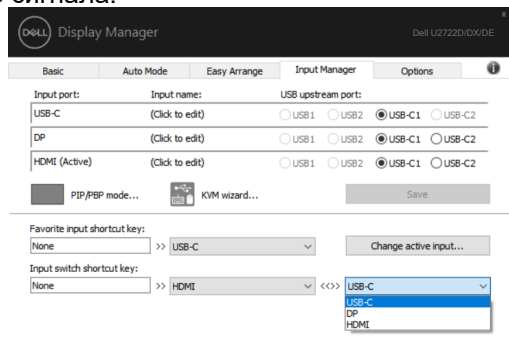 сигнала.
DELL Display Manager
x
Dell U2722D/DX/DE
Basic Auto Mode Easy Arrange Input Manager Options
Input port: Input name: USB upstream port:
USB-C (Click to edit) USB1 USB2 USB-C1 USB-C2
DP (Click to edit) USB1 USB2 USB-C1 USB-C2
HDMI (Active) (Click to edit) USB1 USB2 USB-C1 USB-C2
PIP/PBP mode... KVM wizard... Save
Favorite input shortcut key:
None >> USB-C Change active input...
Input switch shortcut key:
None >> HDMI <<>> USB-C
USB-C
DP
HDMI